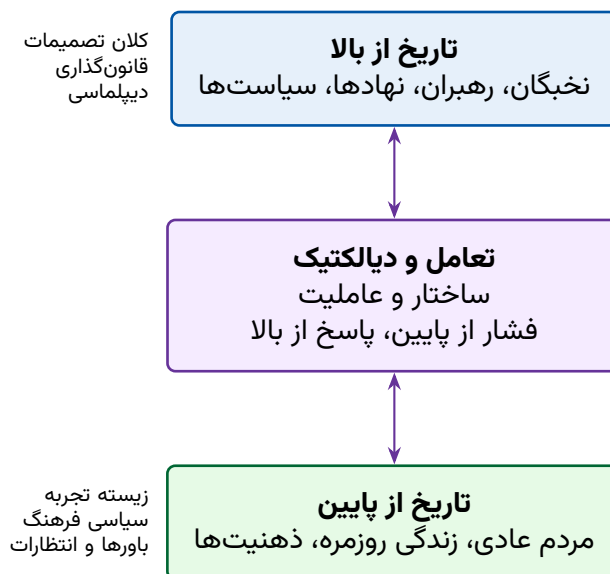 تاریخ از بالا
نخبگان، رهبران، نهادها، سیاست‌ها
کلان تصمیمات
قانون‌گذاری
دیپلماسی
تعامل و دیالکتیک
ساختار و عاملیت
فشار از پایین، پاسخ از بالا
تاریخ از پایین
مردم عادی، زندگی روزمره، ذهنیت‌ها
زیسته تجربه
سیاسی فرهنگ
باورها و انتظارات